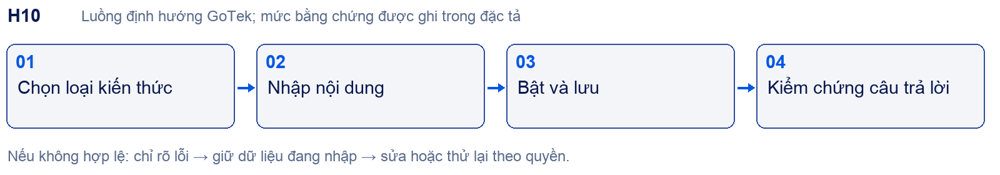 H10 Luồng định hướng GoTek; mức bằng chứng được ghi trong đặc tả
01
Chọn loại kiến thức
02
Nhập nội dung
03
Bật và lưu
04
Kiểm chứng câu trả lời
Nếu không hợp lệ: chỉ rõ lỗi → giữ dữ liệu đang nhập → sửa hoặc thử lại theo quyền.